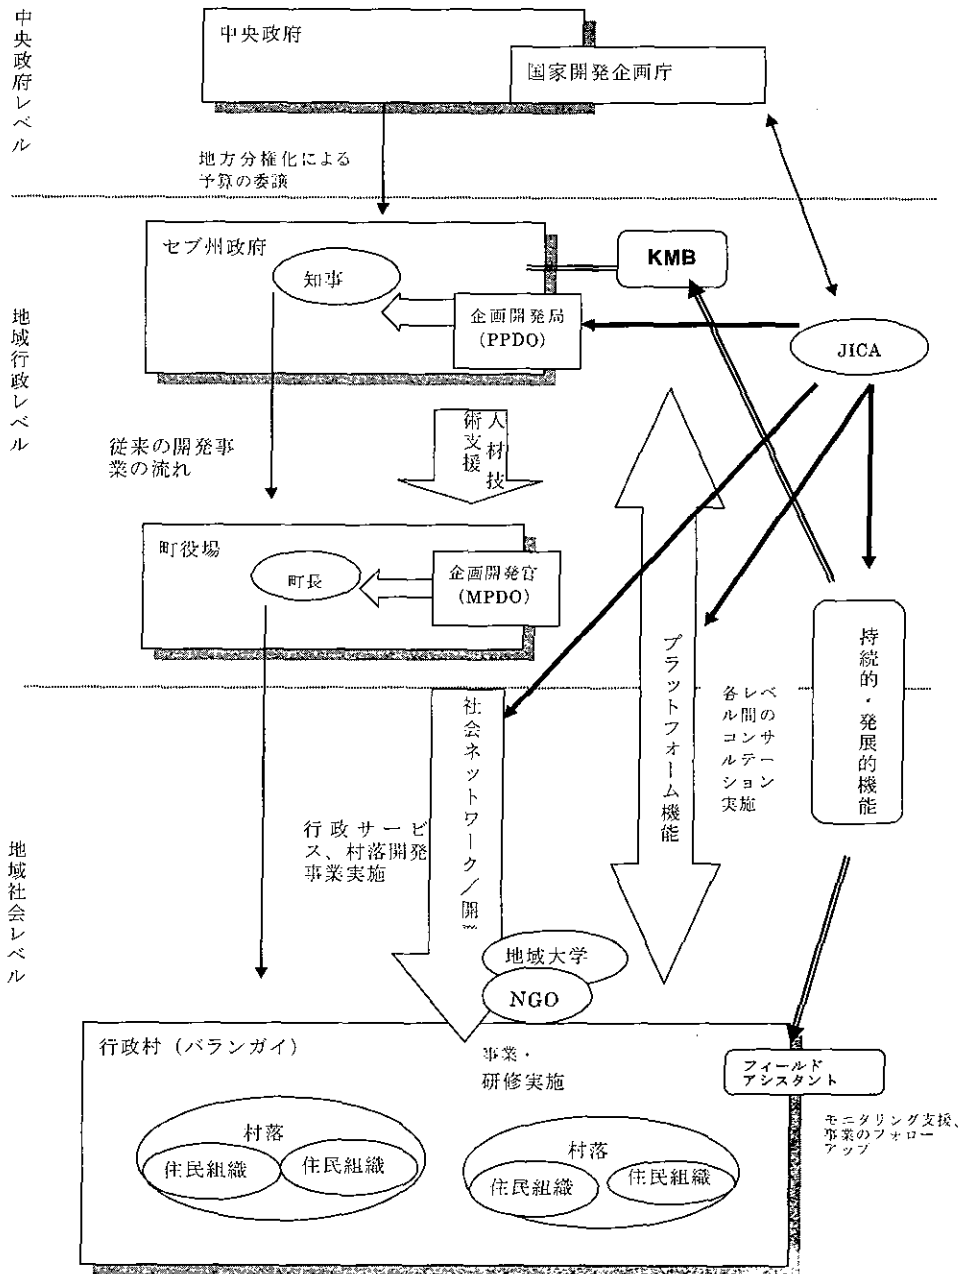 中央政府レベル
中央政府
国家開発企画庁
地方分権化による
予算の委譲
地域行政レベル
セブ州政府
知事
KMB
企画開発局
(PPDO)
JICA
人材技
術支援
従来の開発事
業の流れ
町役場
町長
企画開発官
(MPDO)
プラットフォーム機能
各レベ
ル間の
コンサ
ルテー
ション
実施
持続的・発展的機能
地域社会レベル
社会ネットワーク/開
行政サービ
ス、村落開発
事業実施
地域大学
NGO
行政村 (バランガイ)
事業・
研修実施
フィールド
アシスタント
モニタリング支援、
事業のフォロー
アップ
村落
住民組織
住民組織
村落
住民組織
住民組織